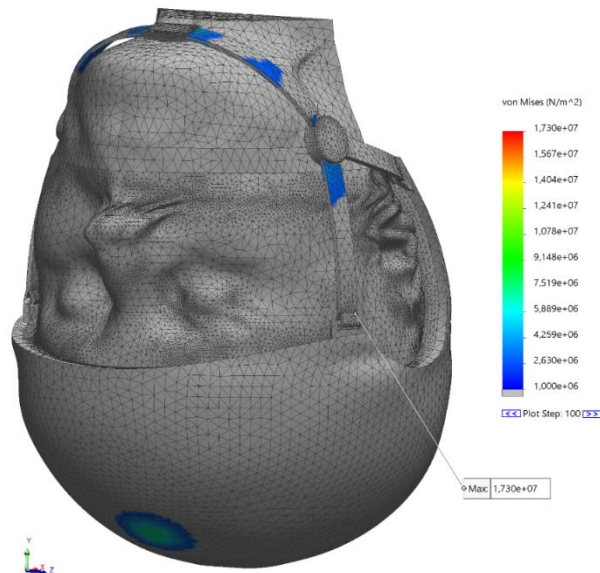 von Mises (N/m^2)
1,730e+07
1,567e+07
1,404e+07
1,241e+07
1,078e+07
9,148e+06
7,519e+06
5,889e+06
4,259e+06
2,630e+06
1,000e+06
<< Plot Step: 100 >>
Max: 1,730e+07
Y
X
Z